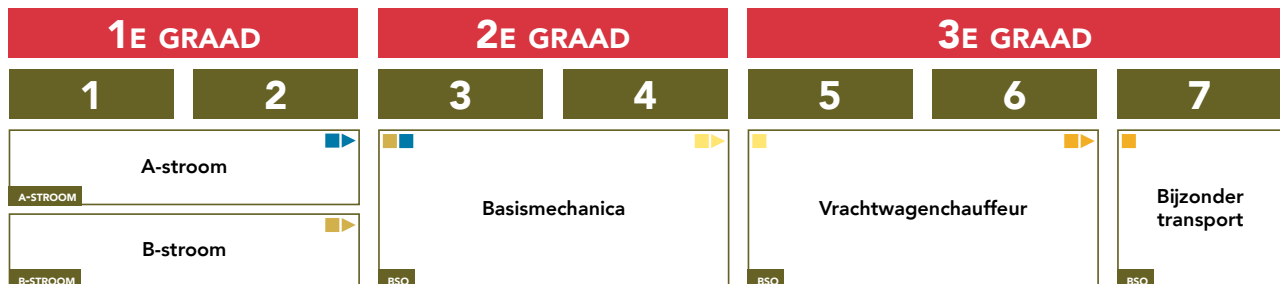 1E GRAAD
2E GRAAD
3E GRAAD
1
2
3
4
5
6
7
A-stroom
A-STROOM
B-stroom
B-STROOM
Basismechanica
BSO
Vrachtwagenchauffeur
BSO
Bijzonder
transport
BSO